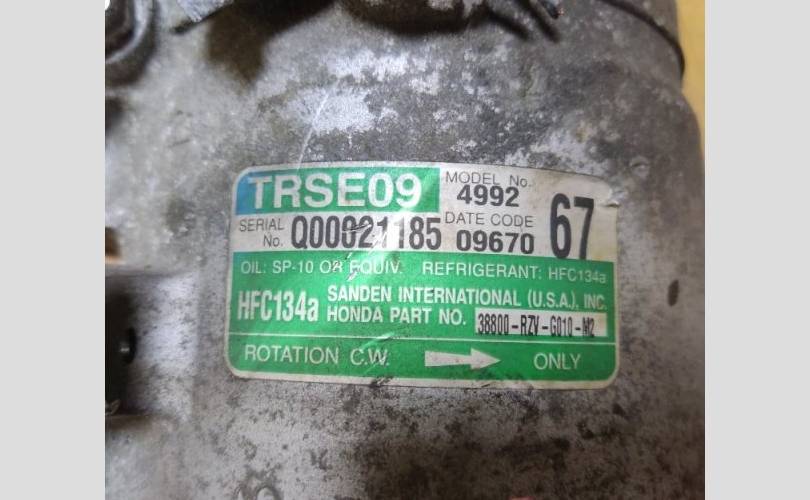 TRSE09
MODEL No.
4992
SERIAL No.
Q00021185
DATE CODE
09670
67
OIL: SP-10 OR EQUIV. REFRIGERANT: HFC134a
HFC134a
SANDEN INTERNATIONAL (U.S.A.), INC.
HONDA PART NO. 38800-RZV-G010-M2
ROTATION C.W. ONLY